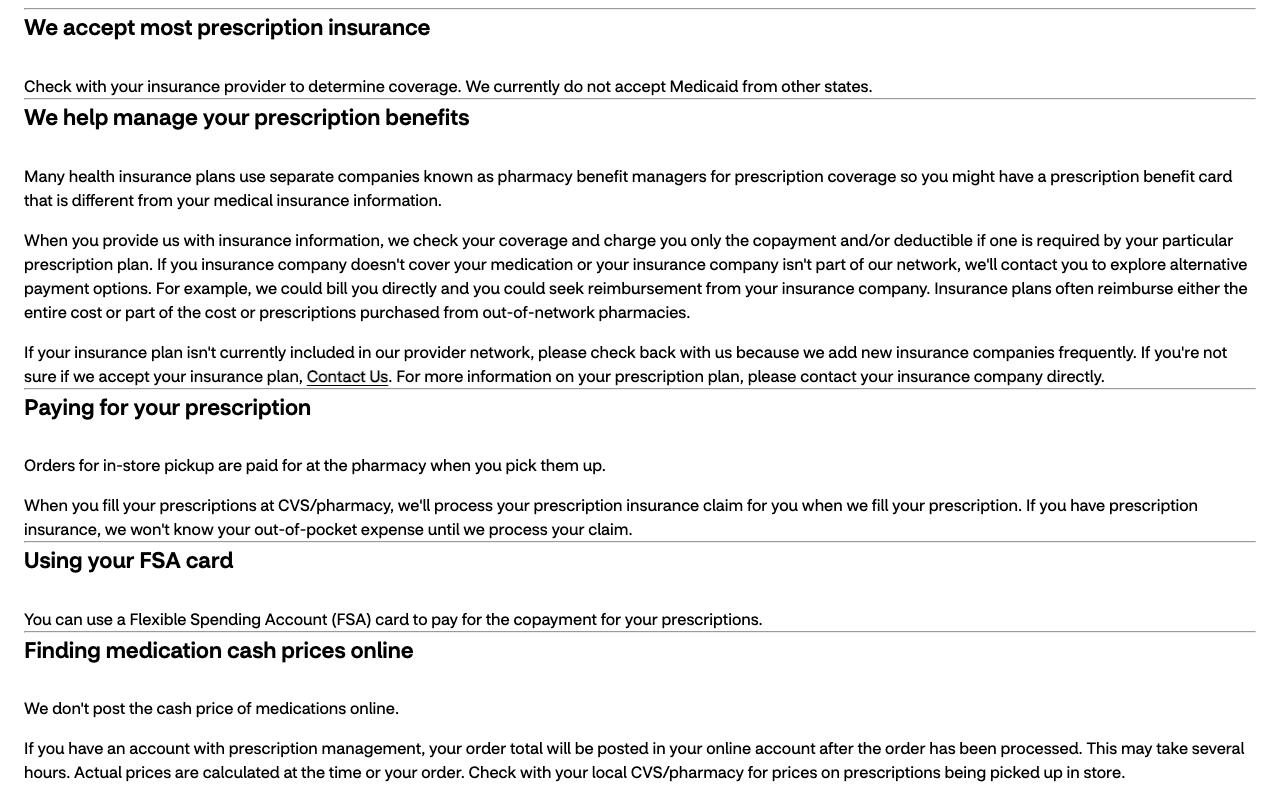 We accept most prescription insurance
Check with your insurance provider to determine coverage. We currently do not accept Medicaid from other states.
We help manage your prescription benefits
Many health insurance plans use separate companies known as pharmacy benefit managers for prescription coverage so you might have a prescription benefit card
that is different from your medical insurance information.
When you provide us with insurance information, we check your coverage and charge you only the copayment and/or deductible if one is required by your particular
prescription plan. If you insurance company doesn't cover your medication or your insurance company isn't part of our network, we'll contact you to explore alternative
payment options. For example, we could bill you directly and you could seek reimbursement from your insurance company. Insurance plans often reimburse either the
entire cost or part of the cost or prescriptions purchased from out-of-network pharmacies.
If your insurance plan isn't currently included in our provider network, please check back with us because we add new insurance companies frequently. If you're not
sure if we accept your insurance plan, Contact Us. For more information on your prescription plan, please contact your insurance company directly.
Paying for your prescription
Orders for in-store pickup are paid for at the pharmacy when you pick them up.
When you fill your prescriptions at CVS/pharmacy, we'll process your prescription insurance claim for you when we fill your prescription. If you have prescription
insurance, we won't know your out-of-pocket expense until we process your claim.
Using your FSA card
You can use a Flexible Spending Account (FSA) card to pay for the copayment for your prescriptions.
Finding medication cash prices online
We don't post the cash price of medications online.
If you have an account with prescription management, your order total will be posted in your online account after the order has been processed. This may take several
hours. Actual prices are calculated at the time or your order. Check with your local CVS/pharmacy for prices on prescriptions being picked up in store.